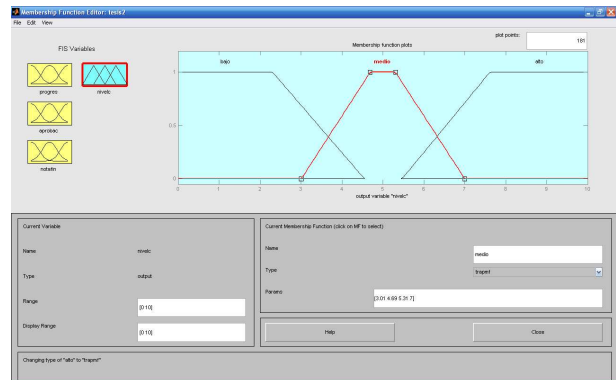 Membership Function Editor: tesis2
File Edit View
FIS Variables
Membership function plots
plot points:
181
progres
nivelc
aprobac
notafin
bajo
medio
alto
1
0.5
0
0 1 2 3 4 5 6 7 8 9 10
output variable "nivelc"
Current Variable
Name nivelc
Type output
Range [0 10]
Display Range [0 10]
Current Membership Function (click on MF to select)
Name medio
Type trapmf
Params [3.01 4.69 5.31 7]
Help Close
Changing type of "alto" to "trapmf"